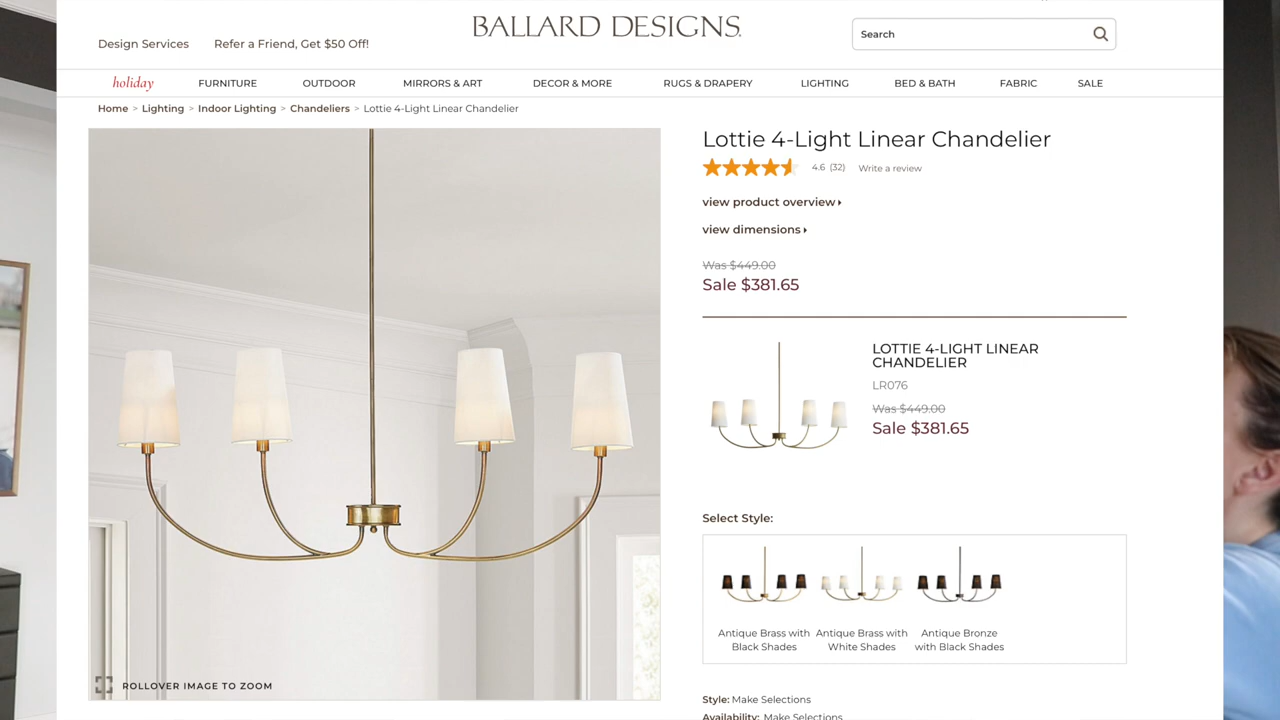 BALLARD DESIGNS.
Design Services
Refer a Friend, Get $50 Off!
Search
holiday
FURNITURE
OUTDOOR
MIRRORS & ART
DECOR & MORE
RUGS & DRAPERY
LIGHTING
BED & BATH
FABRIC
SALE
Home > Lighting > Indoor Lighting > Chandeliers > Lottie 4-Light Linear Chandelier
Lottie 4-Light Linear Chandelier
4.6 (32) Write a review
view product overview
view dimensions
Was $449.00
Sale $381.65
LOTTIE 4-LIGHT LINEAR
CHANDELIER
LR076
Was $449.00
Sale $381.65
Select Style:
Antique Brass with
Black Shades
Antique Brass with
White Shades
Antique Bronze
with Black Shades
ROLLOVER IMAGE TO ZOOM
Style: Make Selections
Availability: Make Selections